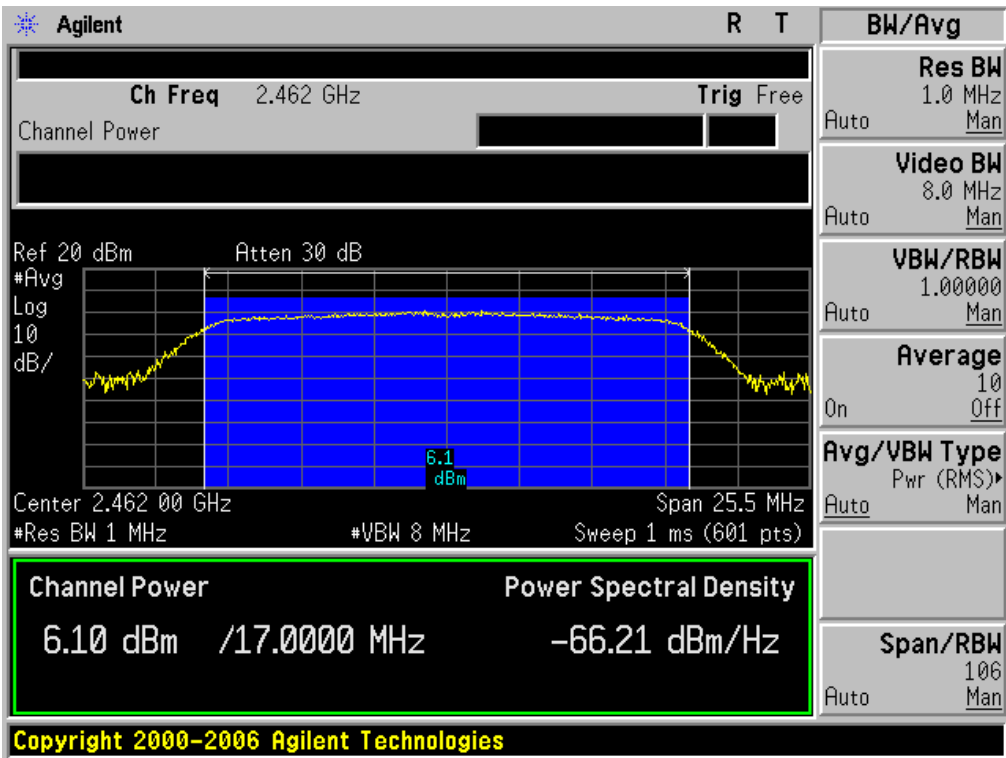 Agilent R T
Ch Freq 2.462 GHz Trig Free
Channel Power
Ref 20 dBm Atten 30 dB
#Avg
Log
10
dB/
6.1
dBm
Center 2.462 00 GHz Span 25.5 MHz
#Res BW 1 MHz #VBW 8 MHz Sweep 1 ms (601 pts)
Channel Power Power Spectral Density
6.10 dBm /17.0000 MHz -66.21 dBm/Hz
Copyright 2000-2006 Agilent Technologies
BW/Avg
Res BW
1.0 MHz
Auto Man
Video BW
8.0 MHz
Auto Man
VBW/RBW
1.00000
Auto Man
Average
10
On Off
Avg/VBW Type
Pwr (RMS)▸
Auto Man
Span/RBW
106
Auto Man